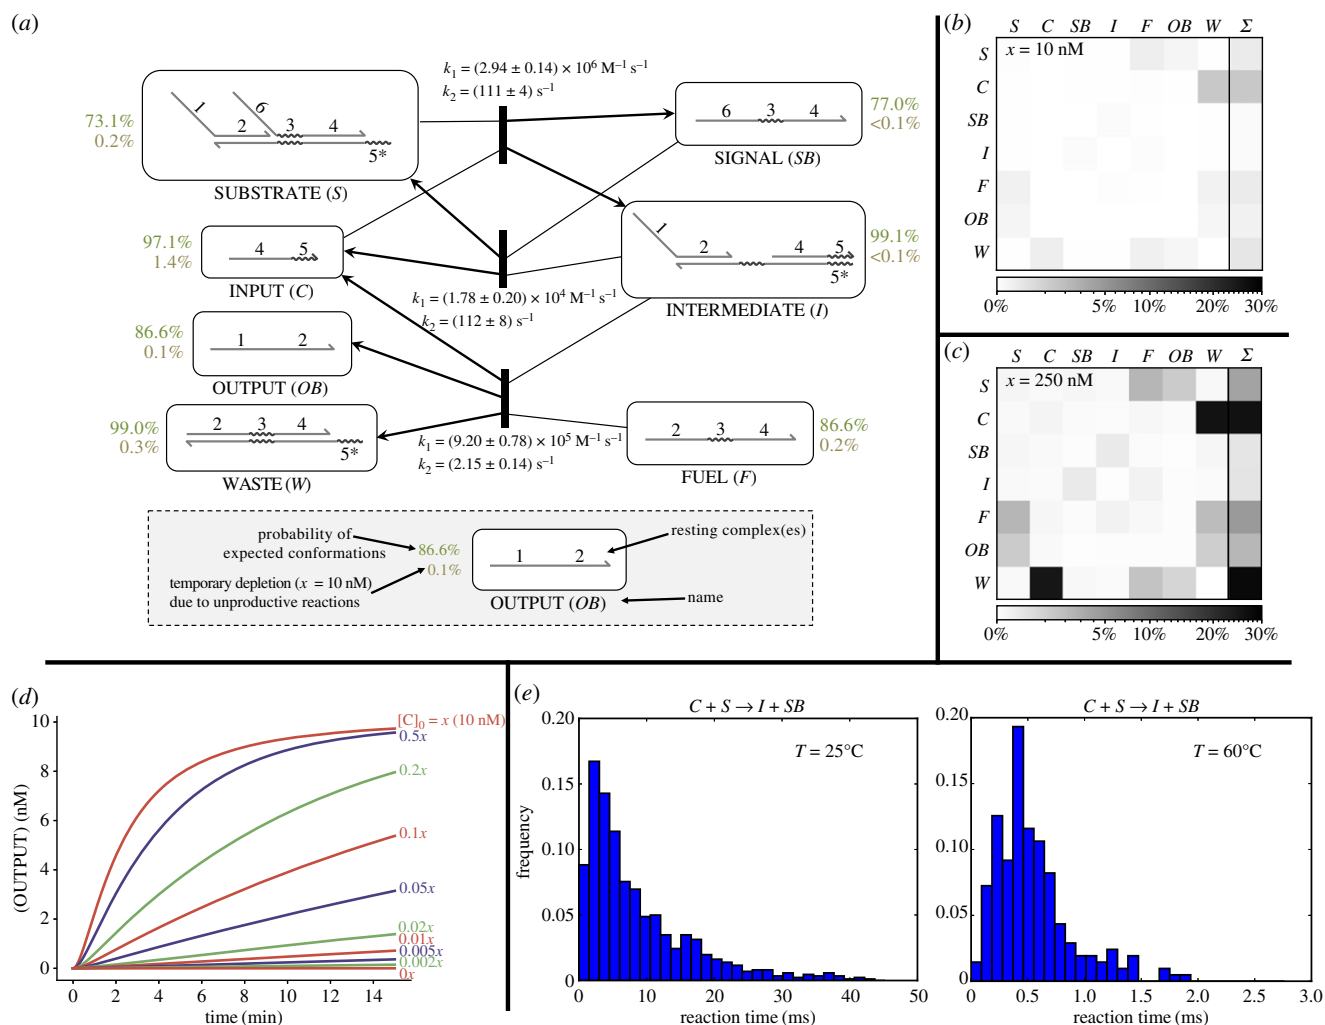 (a)
k1 = (2.94 ± 0.14) × 10^6 M^−1 s^−1
k2 = (111 ± 4) s^−1
73.1%
0.2%
1
6
2
3
4
5*
SUBSTRATE (S)
6 3 4
SIGNAL (SB)
77.0%
<0.1%
97.1%
1.4%
4 5
INPUT (C)
1
2
4
5
5*
INTERMEDIATE (I)
99.1%
<0.1%
k1 = (1.78 ± 0.20) × 10^4 M^−1 s^−1
k2 = (112 ± 8) s^−1
86.6%
0.1%
1 2
OUTPUT (OB)
99.0%
0.3%
2 3 4
5*
WASTE (W)
k1 = (9.20 ± 0.78) × 10^5 M^−1 s^−1
k2 = (2.15 ± 0.14) s^−1
2 3 4
FUEL (F)
86.6%
0.2%
probability of
expected conformations
86.6%
0.1%
temporary depletion (x = 10 nM)
due to unproductive reactions
1 2
OUTPUT (OB)
resting complex(es)
name
(b)
S C SB I F OB W Σ
x = 10 nM
S
C
SB
I
F
OB
W
0% 5% 10% 20% 30%
(c)
S C SB I F OB W Σ
x = 250 nM
S
C
SB
I
F
OB
W
0% 5% 10% 20% 30%
(d)
(OUTPUT) (nM)
10
8
6
4
2
0
[C]0 = x (10 nM)
0.5x
0.2x
0.1x
0.05x
0.02x
0.01x
0.005x
0.002x
0x
0 2 4 6 8 10 12 14
time (min)
(e)
C + S → I + SB
T = 25°C
frequency
0.20
0.15
0.10
0.05
0
0 10 20 30 40 50
reaction time (ms)
C + S → I + SB
T = 60°C
0.20
0.15
0.10
0.05
0.0 0.5 1.0 1.5 2.0 3.0
reaction time (ms)